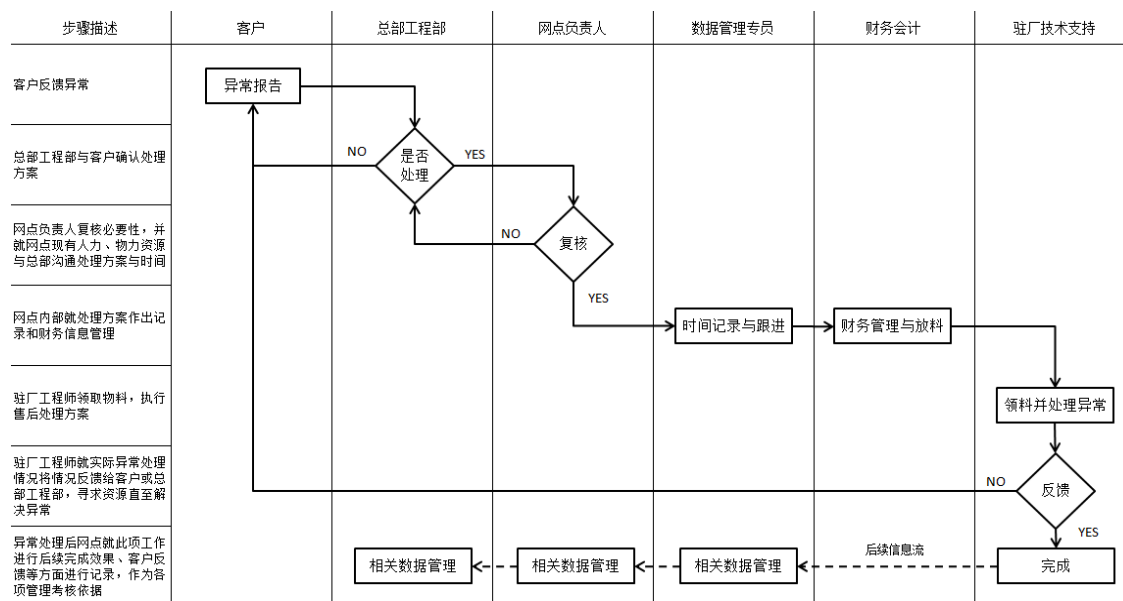 步骤描述
客户
总部工程部
网点负责人
数据管理专员
财务会计
驻厂技术支持
客户反馈异常
异常报告
总部工程部与客户确认处理
方案
NO
是否
处理
YES
网点负责人复核必要性，并
就网点现有人力、物力资源
与总部沟通处理方案与时间
NO
复核
YES
网点内部就处理方案作出记
录和财务信息管理
时间记录与跟进
财务管理与放料
驻厂工程师领取物料，执行
售后处理方案
领料并处理异常
驻厂工程师就实际异常处理
情况将情况反馈给客户或总
部工程部，寻求资源直至解
决异常
NO
反馈
YES
异常处理后网点就此项工作
进行后续完成效果、客户反
馈等方面进行记录，作为各
项管理考核依据
相关数据管理
相关数据管理
相关数据管理
后续信息流
完成